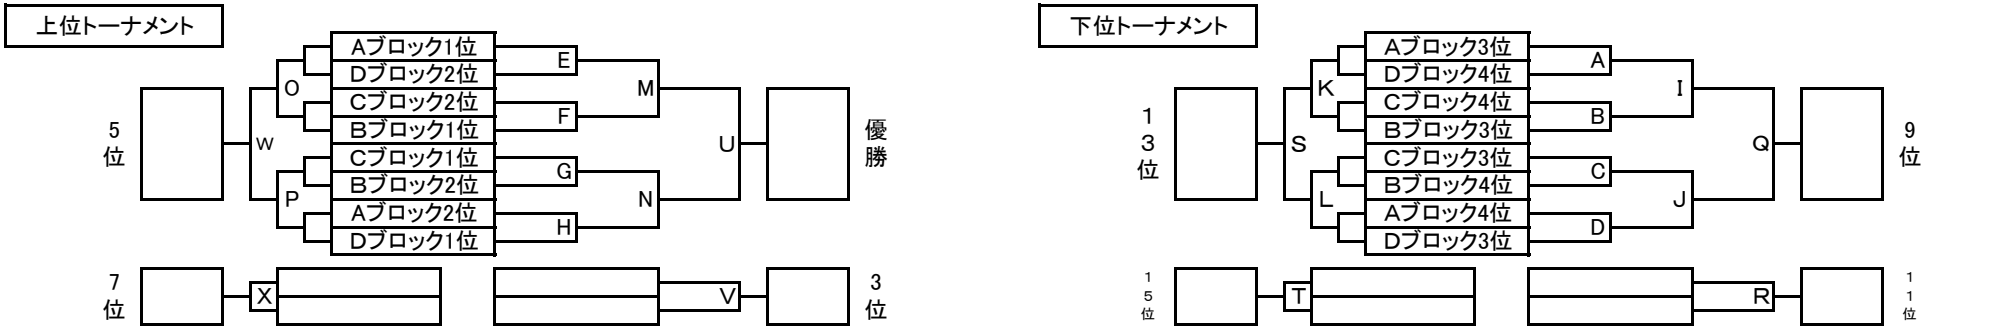 上位トーナメント
Aブロック1位
Dブロック2位
Cブロック2位
Bブロック1位
Cブロック1位
Bブロック2位
Aブロック2位
Dブロック1位
E
F
G
H
M
N
U
O
P
W
5位
優勝
7位
X
V
3位
下位トーナメント
Aブロック3位
Dブロック4位
Cブロック4位
Bブロック3位
Cブロック3位
Bブロック4位
Aブロック4位
Dブロック3位
A
B
C
D
I
J
Q
K
L
S
13位
9位
15位
T
R
11位